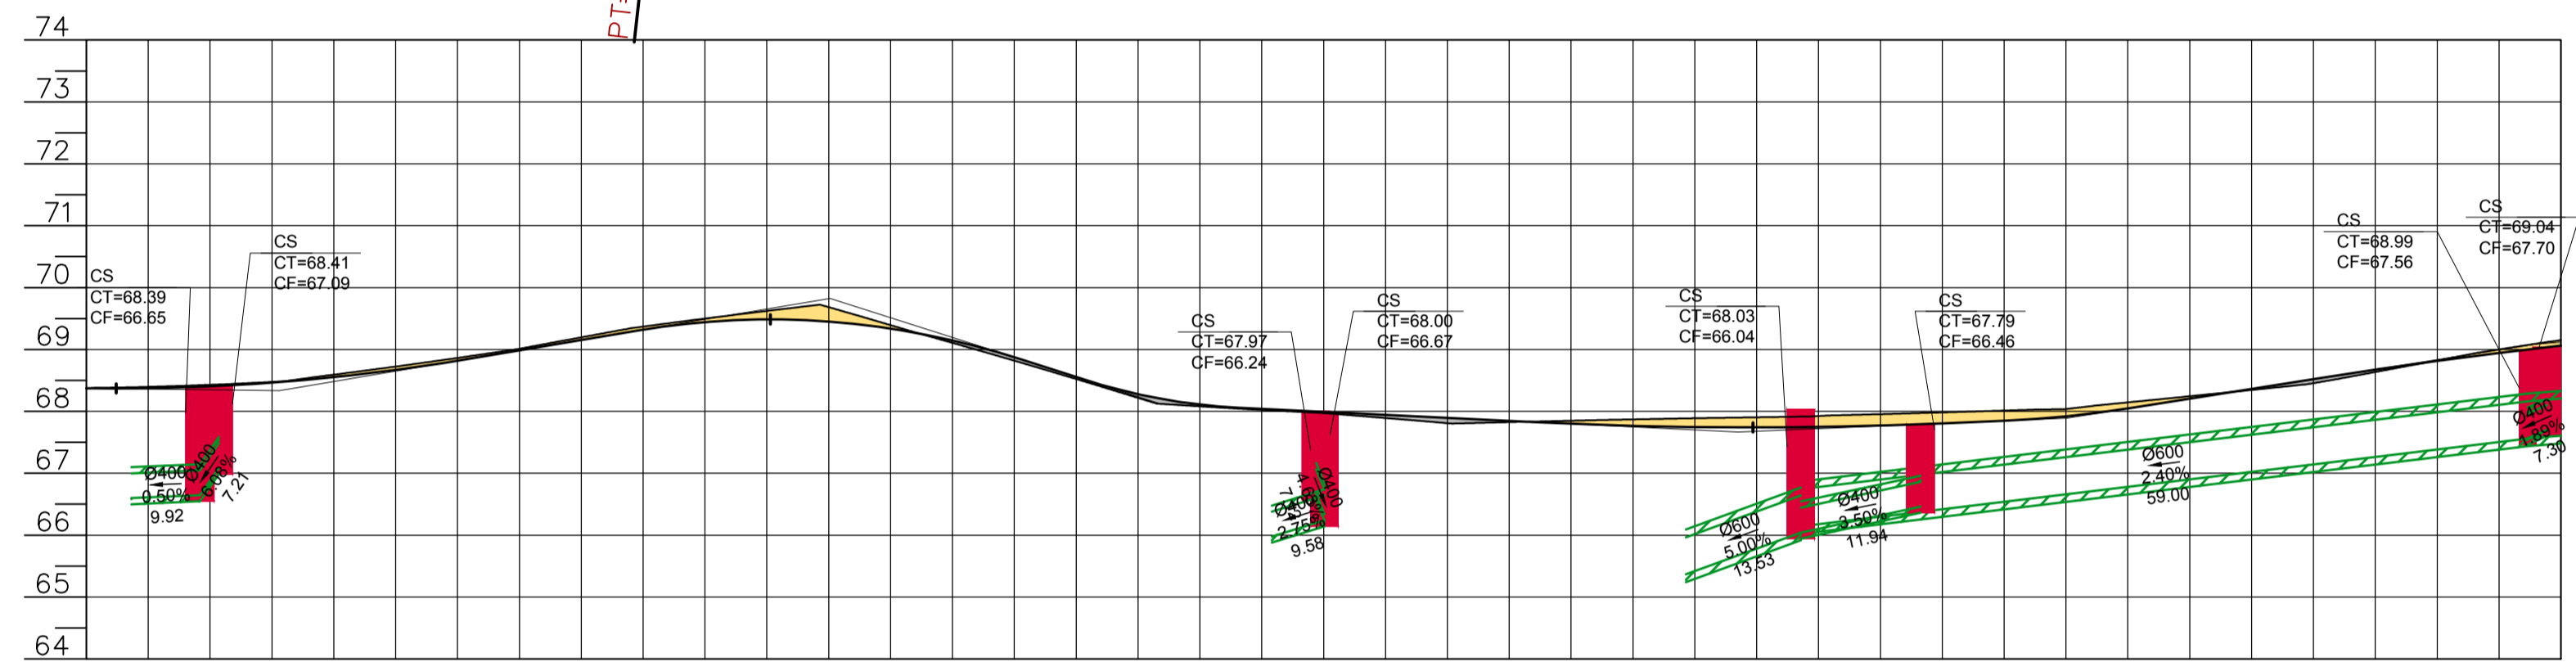 PT=
74
73
72
71
70
69
68
67
66
65
64
CS
CT=68.39
CF=66.65
CS
CT=68.41
CF=67.09
CS
CT=67.97
CF=66.24
CS
CT=68.00
CF=66.67
CS
CT=68.03
CF=66.04
CS
CT=67.79
CF=66.46
CS
CT=68.99
CF=67.56
CS
CT=69.04
CF=67.70
Ø400
0.50%
9.92
Ø400
6.08%
7.21
Ø400
Ø400
2.75%
9.58
Ø600
5.00%
13.53
Ø400
3.50%
11.94
Ø600
2.40%
59.00
Ø400
1.89%
7.30